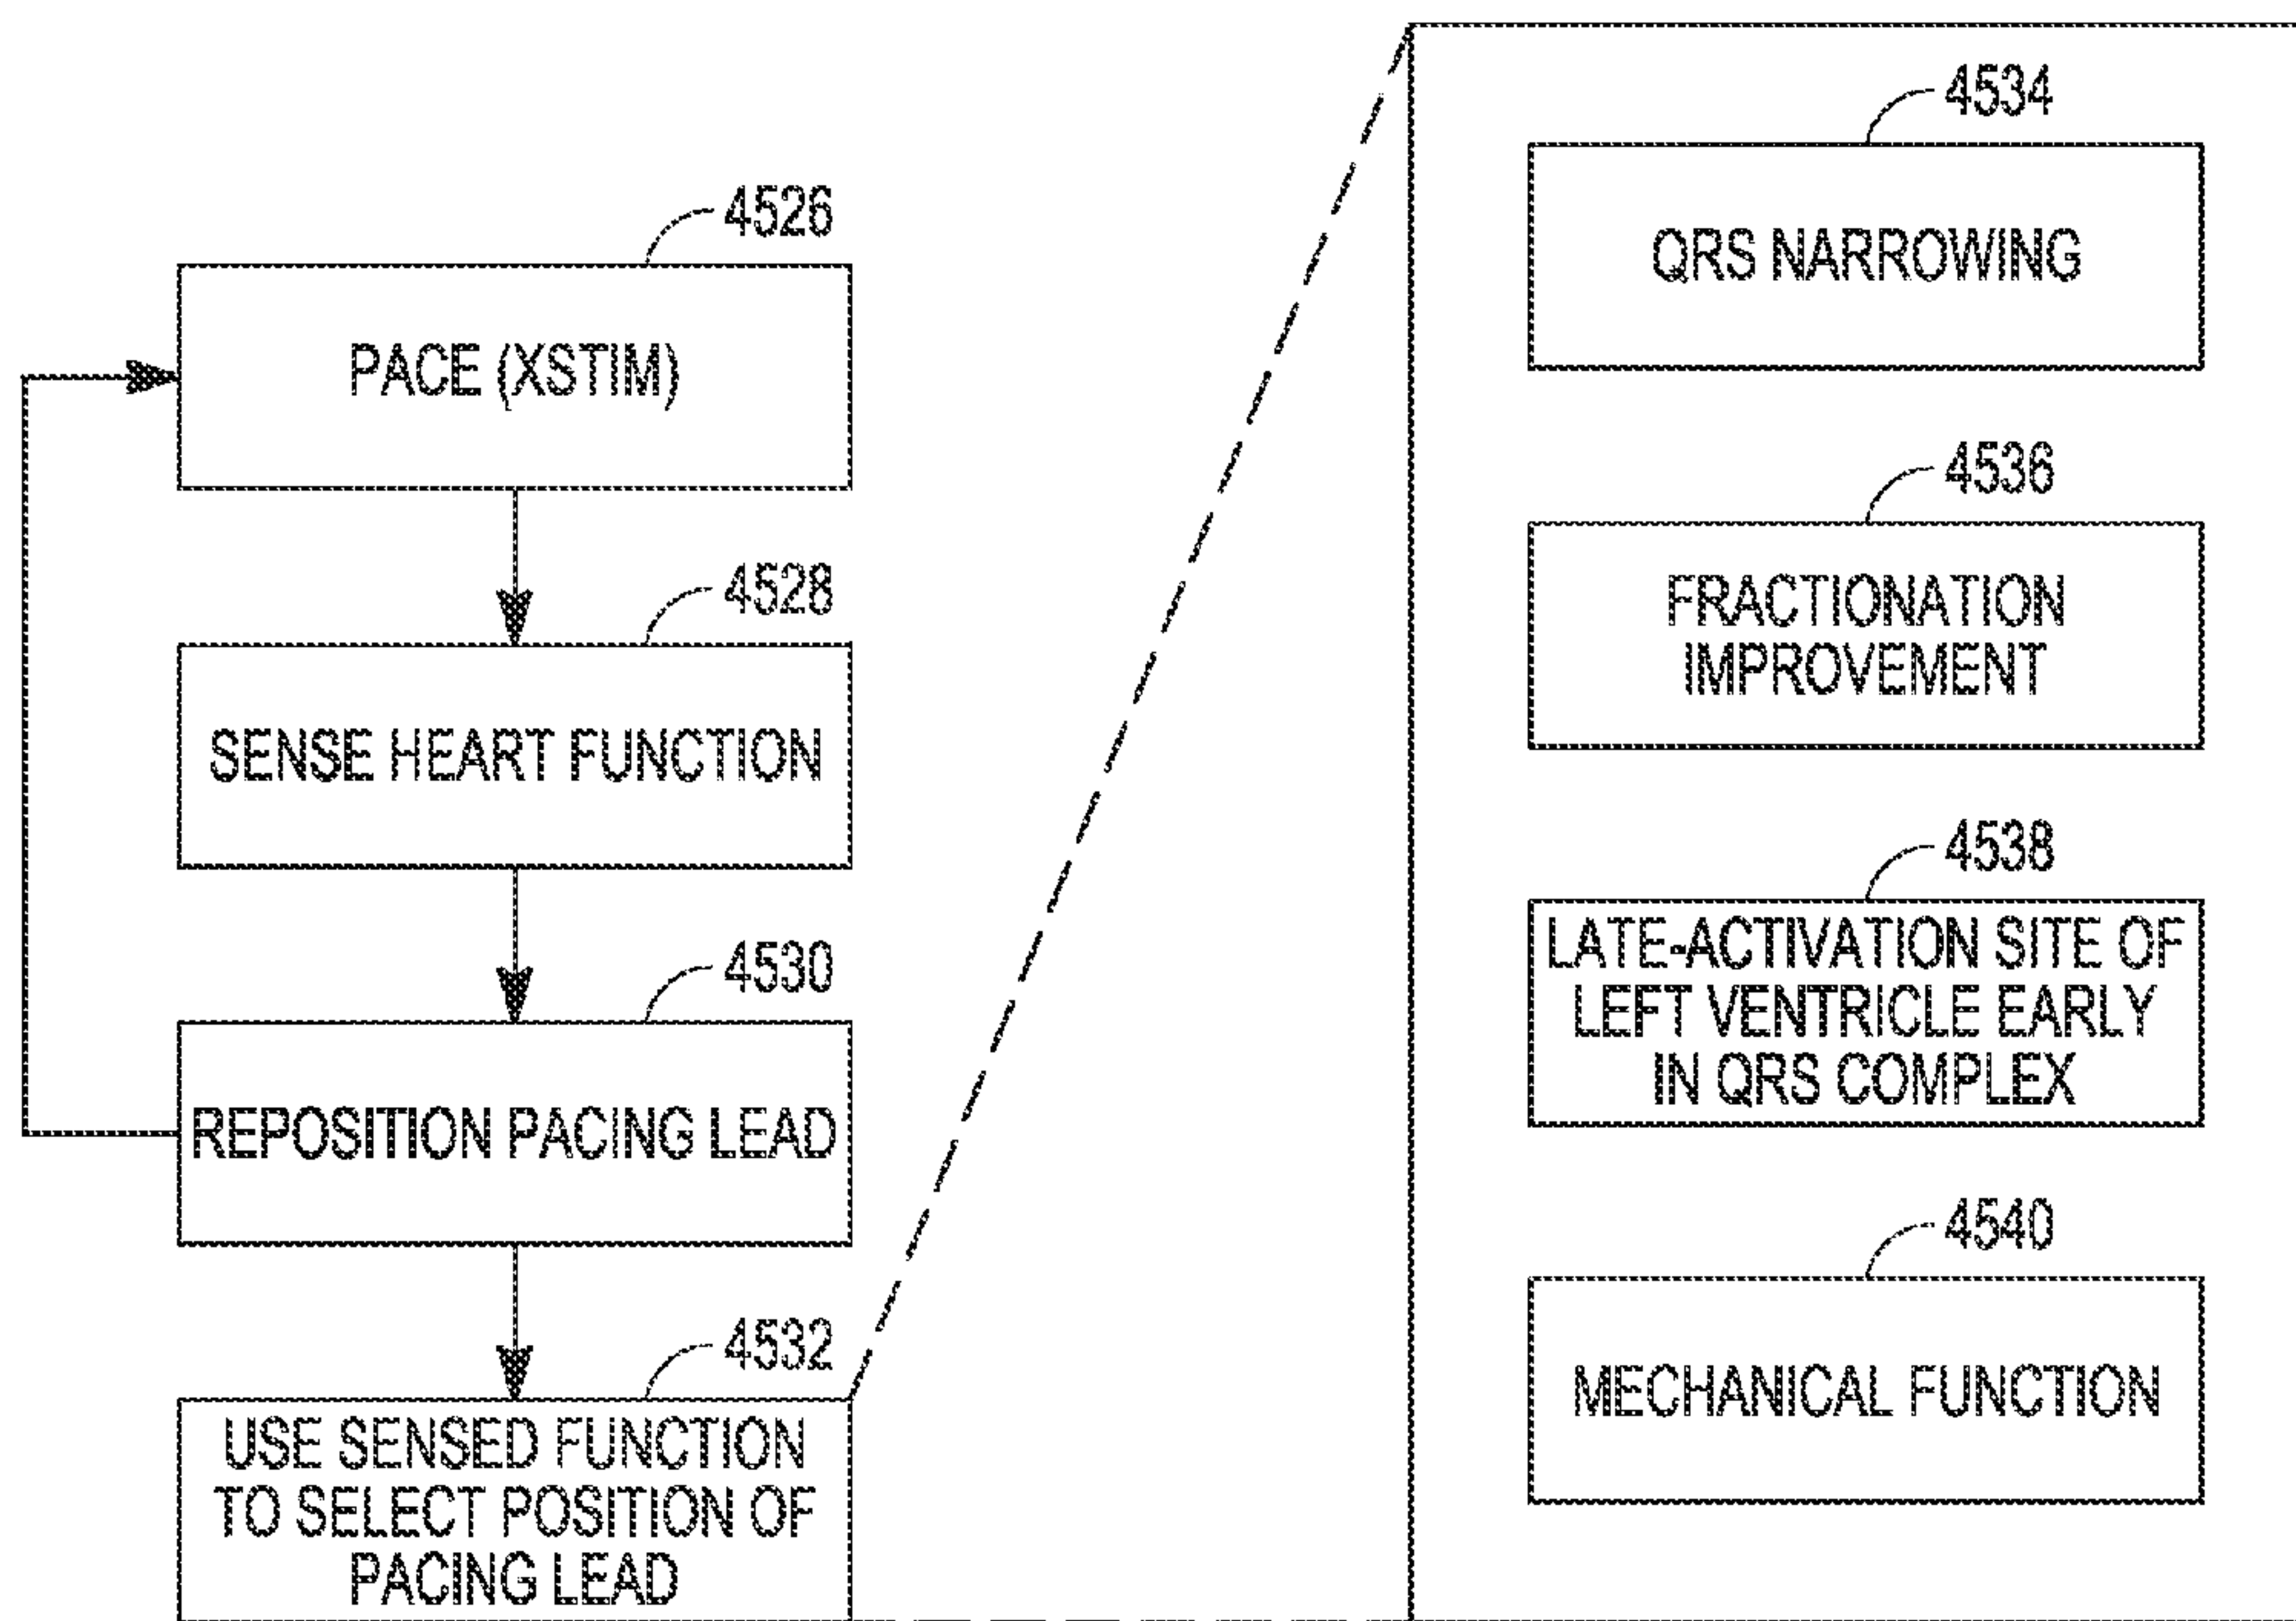 4526
PACE (XSTIM)
4528
SENSE HEART FUNCTION
4530
REPOSITION PACING LEAD
4532
USE SENSED FUNCTION
TO SELECT POSITION OF
PACING LEAD
4534
QRS NARROWING
4536
FRACTIONATION
IMPROVEMENT
4538
LATE-ACTIVATION SITE OF
LEFT VENTRICLE EARLY
IN QRS COMPLEX
4540
MECHANICAL FUNCTION